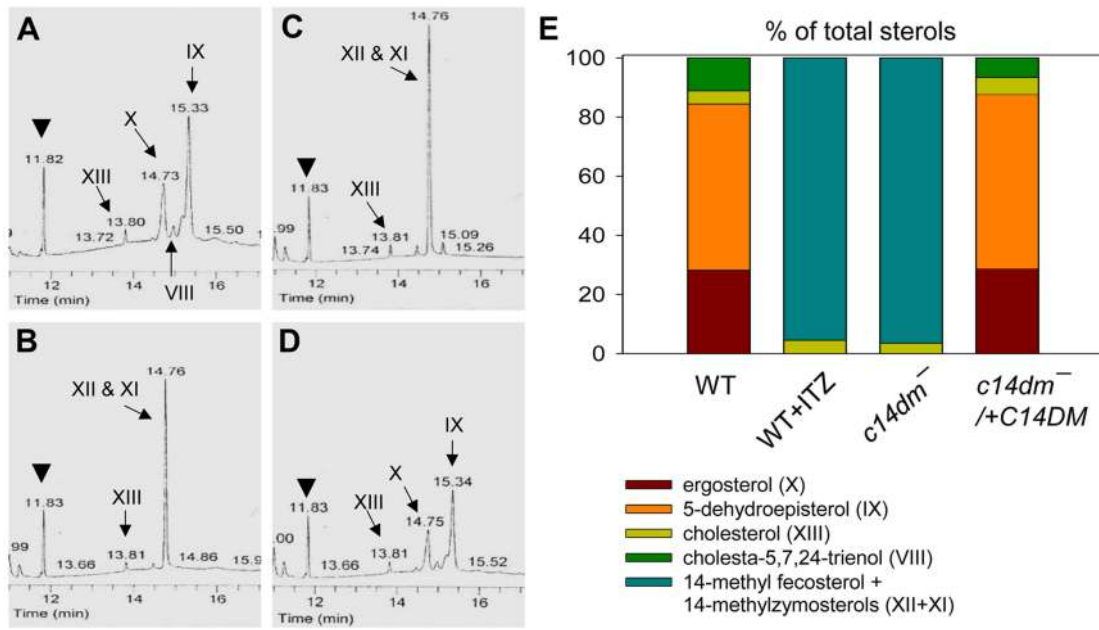 A
IX
15.33
X
14.73
11.82
XIII
13.80
13.72
15.50
VIII
12
14
16
Time (min)
C
14.76
XII & XI
11.83
XIII
13.81
.99
13.74
15.09
15.26
12
14
16
Time (min)
B
14.76
XII & XI
11.83
XIII
13.81
99
13.66
14.86
15.9
12
14
16
Time (min)
D
IX
15.34
X
14.75
11.83
XIII
13.81
.00
13.66
15.52
12
14
16
Time (min)
E
% of total sterols
100
80
60
40
20
0
WT
WT+ITZ
c14dm⁻
c14dm⁻
/+C14DM
ergosterol (X)
5-dehydroepisterol (IX)
cholesterol (XIII)
cholesta-5,7,24-trienol (VIII)
14-methyl fecosterol +
14-methylzymosterols (XII+XI)